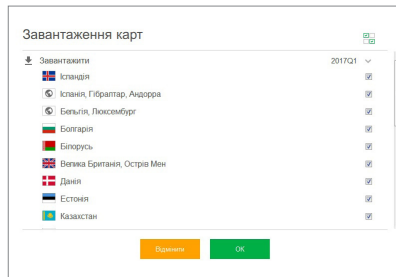 Завантаження карт
Завантажити 2017Q1
Ісландія
Іспанія, Гібралтар, Андорра
Бельгія, Люксембург
Болгарія
Білорусь
Велика Британія, Острів Мен
Данія
Естонія
Казахстан
Відмінити OK